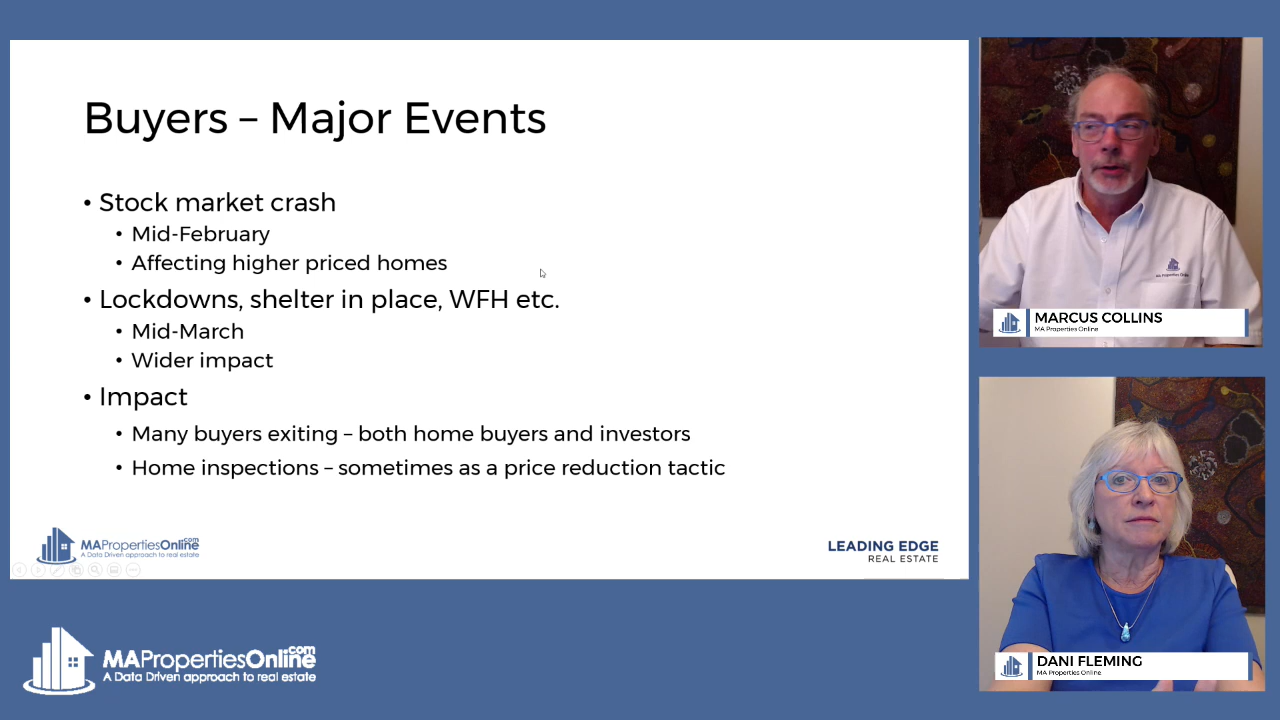 Buyers – Major Events
• Stock market crash
• Mid-February
• Affecting higher priced homes
• Lockdowns, shelter in place, WFH etc.
• Mid-March
• Wider impact
• Impact
• Many buyers exiting – both home buyers and investors
• Home inspections – sometimes as a price reduction tactic
MAPropertiesOnline.com
A Data Driven approach to real estate
LEADING EDGE
REAL ESTATE
MA Properties Online
MARCUS COLLINS
MA Properties Online
DANI FLEMING
MA Properties Online
MAPropertiesOnline.com
A Data Driven approach to real estate